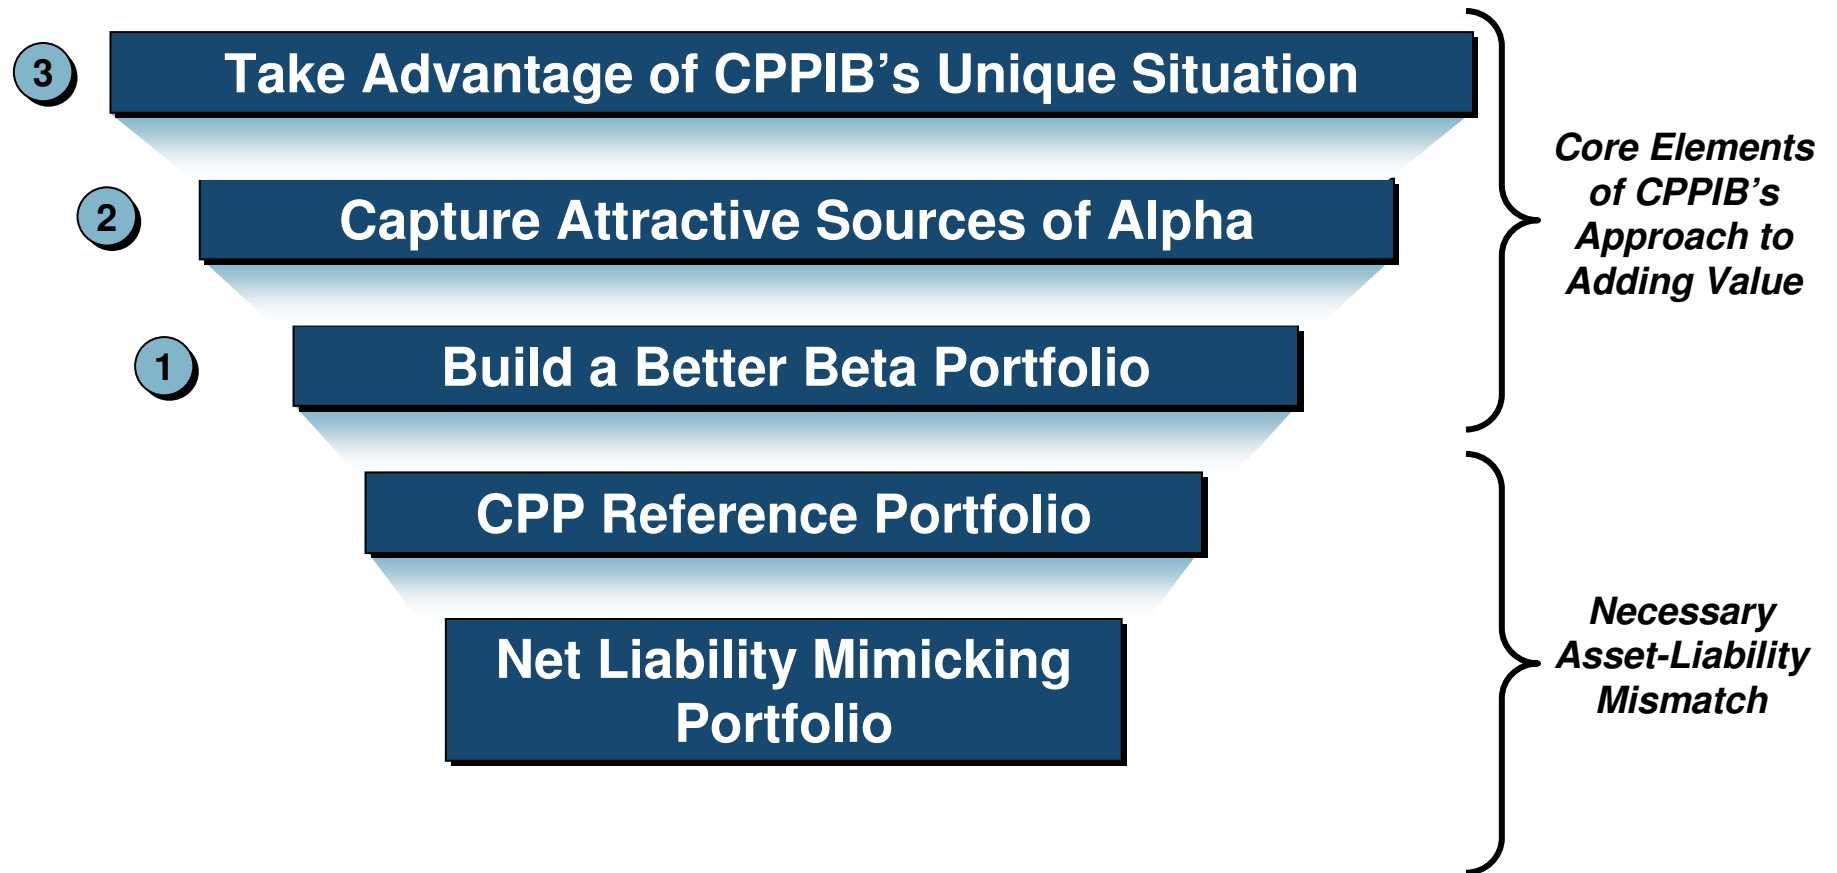 3
Take Advantage of CPPIB's Unique Situation
2
Capture Attractive Sources of Alpha
1
Build a Better Beta Portfolio
CPP Reference Portfolio
Net Liability Mimicking
Portfolio
Core Elements
of CPPIB's
Approach to
Adding Value
Necessary
Asset-Liability
Mismatch